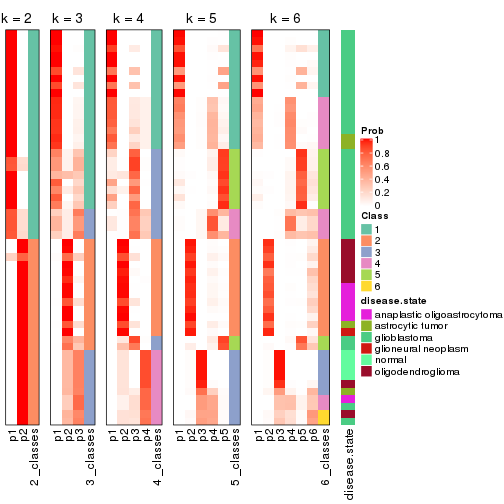 k = 2
k = 3
k = 4
k = 5
k = 6
p1
p2
2_classes
p1
p2
p3
3_classes
p1
p2
p3
p4
4_classes
p1
p2
p3
p4
p5
5_classes
p1
p2
p3
p4
p5
p6
6_classes
disease.state
Prob
1
0.8
0.6
0.4
0.2
0
Class
1
2
3
4
5
6
disease.state
anaplastic oligoastrocytoma
astrocytic tumor
glioblastoma
glioneural neoplasm
normal
oligodendroglioma